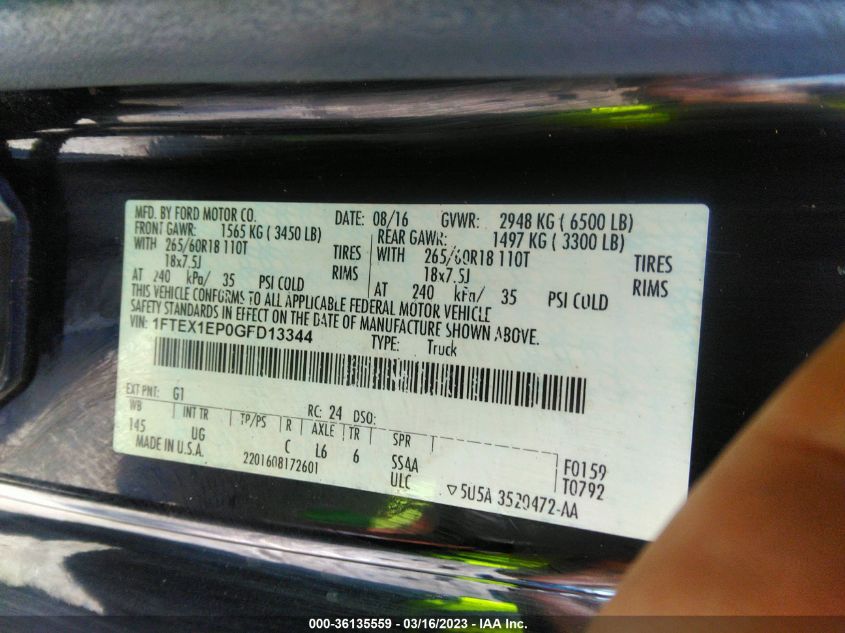 MFD. BY FORD MOTOR CO. DATE: 08/16 GVWR: 2948 KG ( 6500 LB)
FRONT GAWR: 1565 KG ( 3450 LB) REAR GAWR: 1497 KG ( 3300 LB)
WITH 265/60R18 110T TIRES WITH 265/60R18 110T TIRES
18x7.5J RIMS 18x7.5J RIMS
AT 240 kPa/ 35 PSI COLD AT 240 kPa/ 35 PSI COLD
THIS VEHICLE CONFORMS TO ALL APPLICABLE FEDERAL MOTOR VEHICLE
SAFETY STANDARDS IN EFFECT ON THE DATE OF MANUFACTURE SHOWN ABOVE.
VIN: 1FTEX1EP0GFD13344 TYPE: Truck
EXT PNT: G1 RC: 24 DSO:
WB INT TR TP/PS R AXLE TR SPR
145 UG C L6 6 SSAA F0159
MADE IN U.S.A. 2201608172601 ULC T0792
▽5U5A 3520472-AA
000-36135559 - 03/16/2023 - IAA Inc.